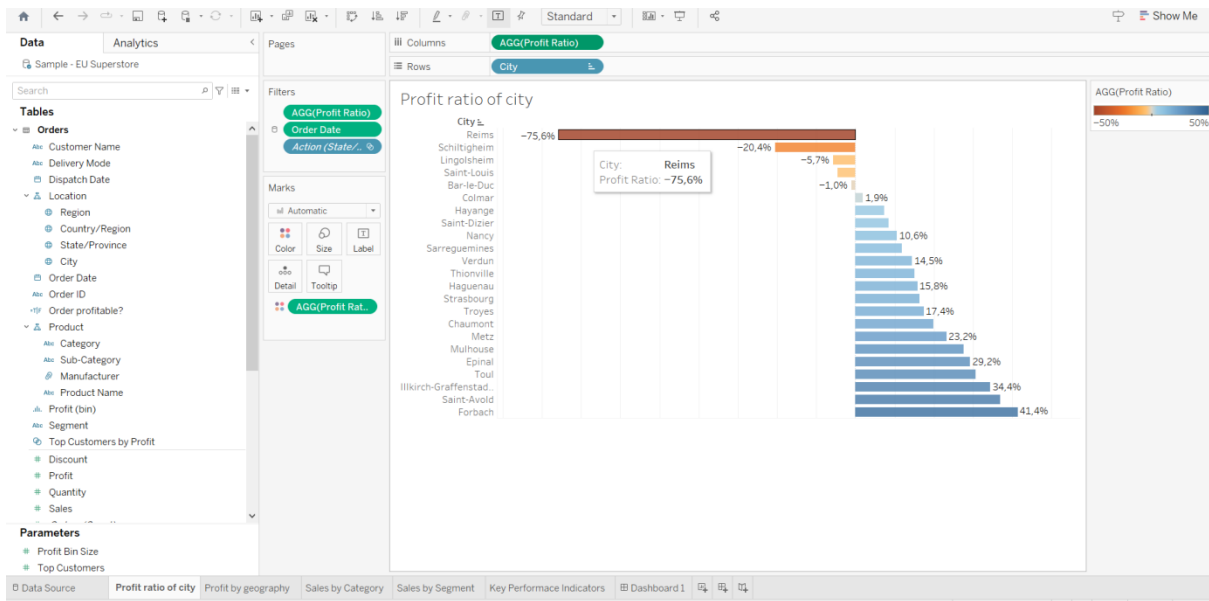 Standard
Show Me
Data
Analytics
Sample - EU Superstore
Search
Tables
Orders
Abc Customer Name
Abc Delivery Mode
Dispatch Date
Location
Region
Country/Region
State/Province
City
Order Date
Abc Order ID
Order profitable?
Product
Abc Category
Abc Sub-Category
Manufacturer
Abc Product Name
Profit (bin)
Abc Segment
Top Customers by Profit
# Discount
# Profit
# Quantity
# Sales
Parameters
# Profit Bin Size
# Top Customers
Pages
Filters
AGG(Profit Ratio)
Order Date
Action (State/..
Marks
Automatic
Color Size Label
Detail Tooltip
AGG(Profit Rat..
Columns AGG(Profit Ratio)
Rows City
Profit ratio of city
City
Reims −75,6%
Schiltigheim −20,4%
Lingolsheim −5,7%
Saint-Louis
Bar-le-Duc −1,0%
Colmar 1,9%
Hayange
Saint-Dizier
Nancy 10,6%
Sarreguemines
Verdun 14,5%
Thionville
Haguenau 15,8%
Strasbourg
Troyes 17,4%
Chaumont
Metz 23,2%
Mulhouse
Epinal 29,2%
Toul
Illkirch-Graffenstad.. 34,4%
Saint-Avold
Forbach 41,4%
City: Reims
Profit Ratio: −75,6%
AGG(Profit Ratio)
−50% 50%
Data Source Profit ratio of city Profit by geography Sales by Category Sales by Segment Key Performace Indicators Dashboard 1